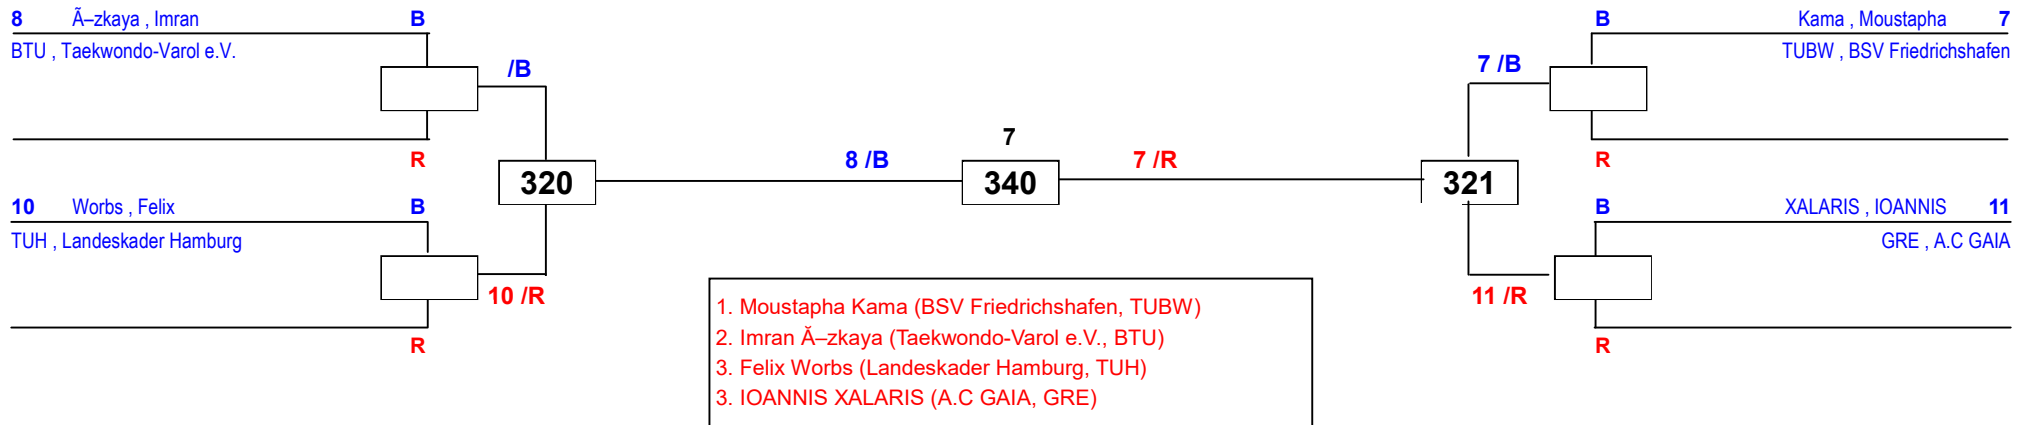 8 Ã–zkaya , Imran B
BTU , Taekwondo-Varol e.V.
/B
R
10 Worbs , Felix B
TUH , Landeskader Hamburg
10 /R
R
320
8 /B
7
340
7 /R
321
B Kama , Moustapha 7
TUBW , BSV Friedrichshafen
7 /B
R
B XALARIS , IOANNIS 11
GRE , A.C GAIA
11 /R
R
1. Moustapha Kama (BSV Friedrichshafen, TUBW)
2. Imran Ă–zkaya (Taekwondo-Varol e.V., BTU)
3. Felix Worbs (Landeskader Hamburg, TUH)
3. IOANNIS XALARIS (A.C GAIA, GRE)